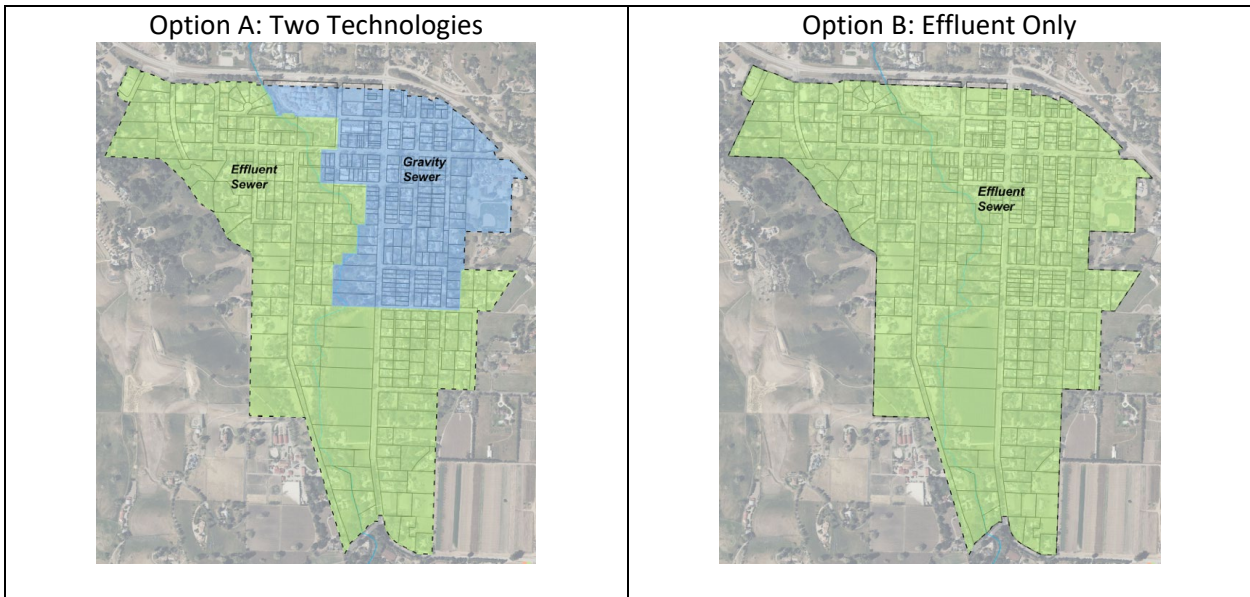 Option A: Two Technologies
Option B: Effluent Only
Effluent
Sewer
Gravity
Sewer
Effluent
Sewer